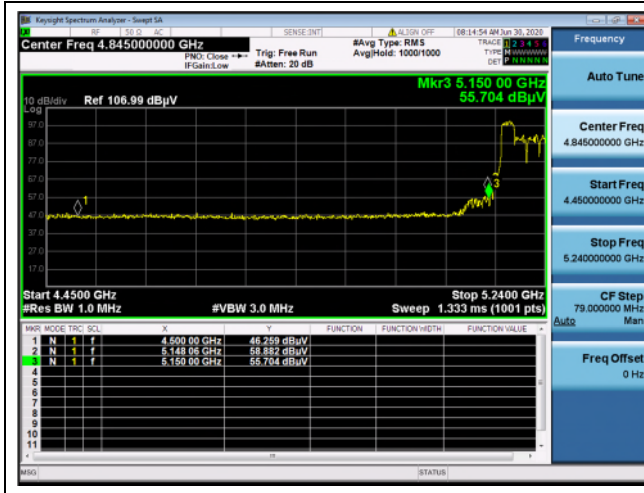 Keysight Spectrum Analyzer - Swept SA
RF 50 Ω AC SENSE:INT ALIGN OFF 08:14:54 AM Jun 30, 2020
Center Freq 4.845000000 GHz
PNO: Close
IFGain:Low
Trig: Free Run
#Atten: 20 dB
#Avg Type: RMS
Avg|Hold: 1000/1000
TRACE 1 2 3 4 5 6
TYPE M WWWWW
DET P N N N N N
Mkr3 5.150 00 GHz
55.704 dBµV
10 dB/div Ref 106.99 dBµV
Log
97.0
87.0
77.0
67.0
57.0
47.0
37.0
27.0
17.0
1
2
3
Start 4.4500 GHz Stop 5.2400 GHz
#Res BW 1.0 MHz #VBW 3.0 MHz Sweep 1.333 ms (1001 pts)
MKR MODE TRC SCL X Y FUNCTION FUNCTION WIDTH FUNCTION VALUE
1 N 1 f 4.500 00 GHz 46.259 dBµV
2 N 1 f 5.148 06 GHz 58.882 dBµV
3 N 1 f 5.150 00 GHz 55.704 dBµV
4
5
6
7
8
9
10
11
MSG STATUS
Frequency
Auto Tune
Center Freq
4.845000000 GHz
Start Freq
4.450000000 GHz
Stop Freq
5.240000000 GHz
CF Step
79.000000 MHz
Auto Man
Freq Offset
0 Hz